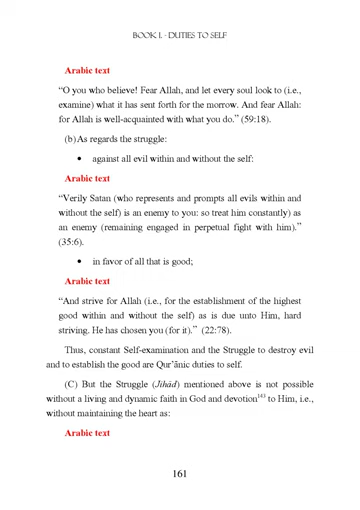 BOOK I. - DUTIES TO SELF
Arabic text
“O you who believe! Fear Allah, and let every soul look to (i.e.,
examine) what it has sent forth for the morrow. And fear Allah:
for Allah is well-acquainted with what you do.” (59:18).
(b)As regards the struggle:
• against all evil within and without the self:
Arabic text
“Verily Satan (who represents and prompts all evils within and
without the self) is an enemy to you: so treat him constantly) as
an enemy (remaining engaged in perpetual fight with him).”
(35:6).
• in favor of all that is good;
Arabic text
“And strive for Allah (i.e., for the establishment of the highest
good within and without the self) as is due unto Him, hard
striving. He has chosen you (for it).” (22:78).
Thus, constant Self-examination and the Struggle to destroy evil
and to establish the good are Qur’ānic duties to self.
(C) But the Struggle (Jihād) mentioned above is not possible
without a living and dynamic faith in God and devotion143 to Him, i.e.,
without maintaining the heart as:
Arabic text
161